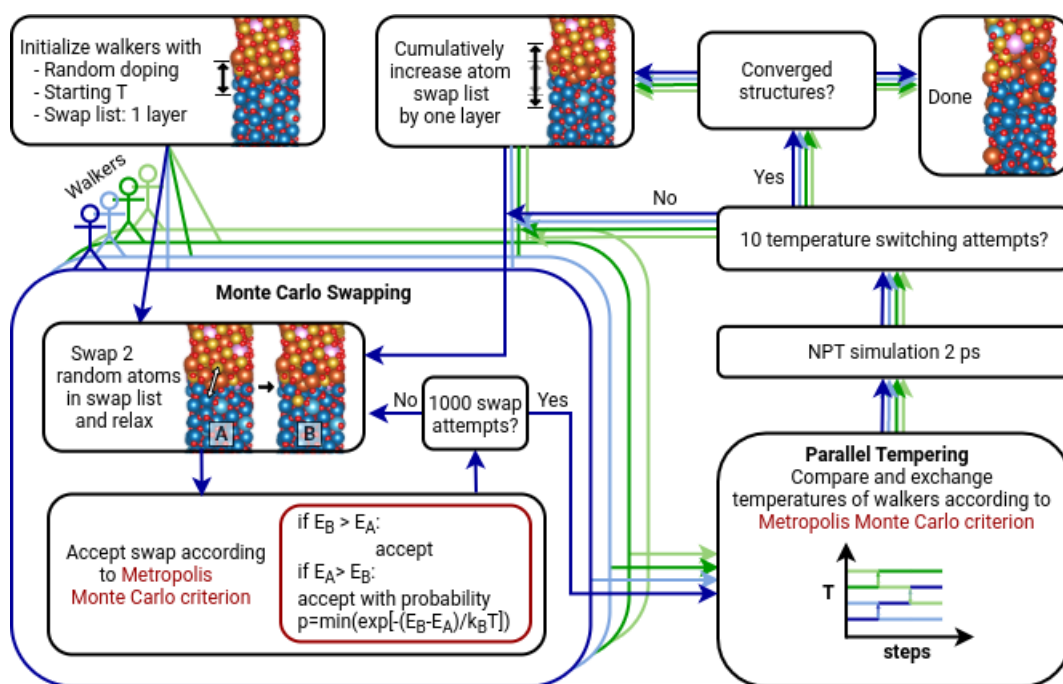 Initialize walkers with
- Random doping
- Starting T
- Swap list: 1 layer
Cumulatively
increase atom
swap list
by one layer
Converged
structures?
Done
Walkers
Yes
No
10 temperature switching attempts?
Monte Carlo Swapping
Swap 2
random atoms
in swap list
and relax
A
B
No
1000 swap
attempts?
Yes
NPT simulation 2 ps
Accept swap according
to Metropolis
Monte Carlo criterion
if E_B > E_A:
accept
if E_A> E_B:
accept with probability
p=min(exp[-(E_B-E_A)/k_BT])
Parallel Tempering
Compare and exchange
temperatures of walkers according to
Metropolis Monte Carlo criterion
T
steps